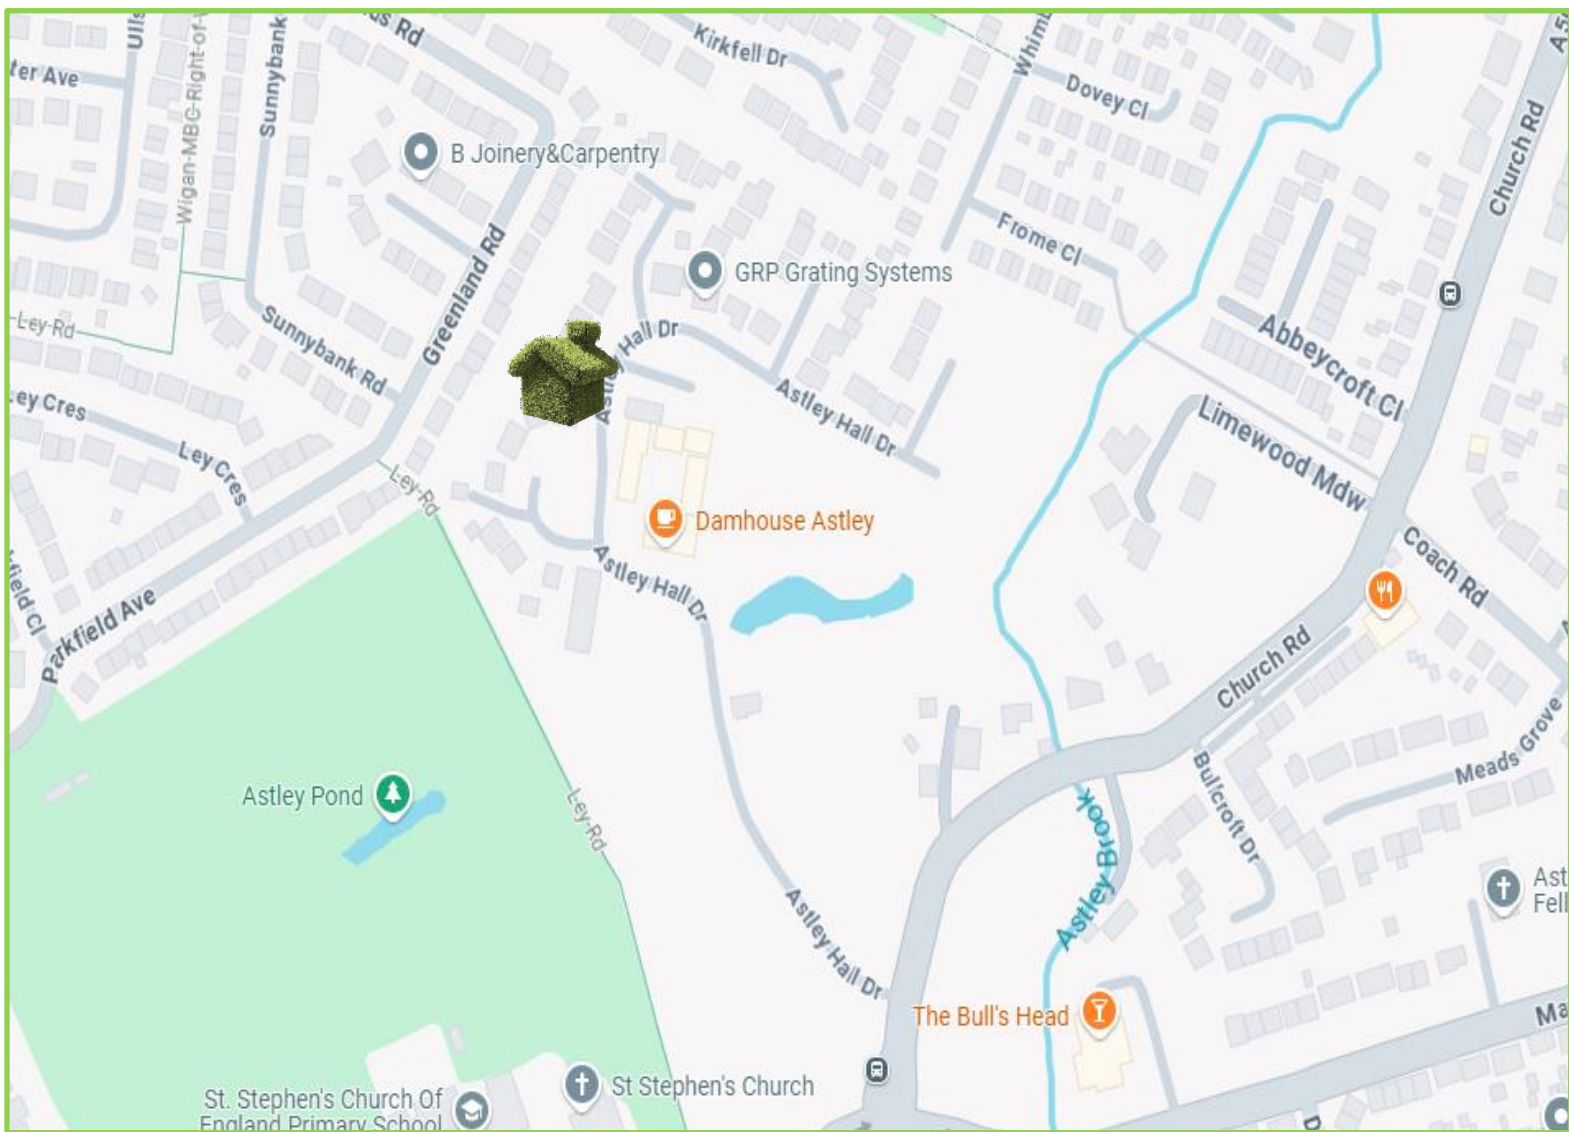 Kirkfell Dr
Church Rd
Dovey Cl
B Joinery&Carpentry
Wigan-MBC-Right-of-
Sunnybank
Frome Cl
GRP Grating Systems
Greenland Rd
Ley-Rd
Sunnybank Rd
Hall Dr
Abbeycroft Cl
Astley Hall Dr
Limewood Mdw
Ley Cres
Ley-Rd
Damhouse Astley
Coach Rd
Astley Hall Dr
Parkfield Ave
Church Rd
Meads Grove
Bullcroft Dr
Astley Pond
Ley-Rd
Astley Brook
Astley Hall Dr
The Bull's Head
St Stephen's Church
St. Stephen's Church Of
England Primary School